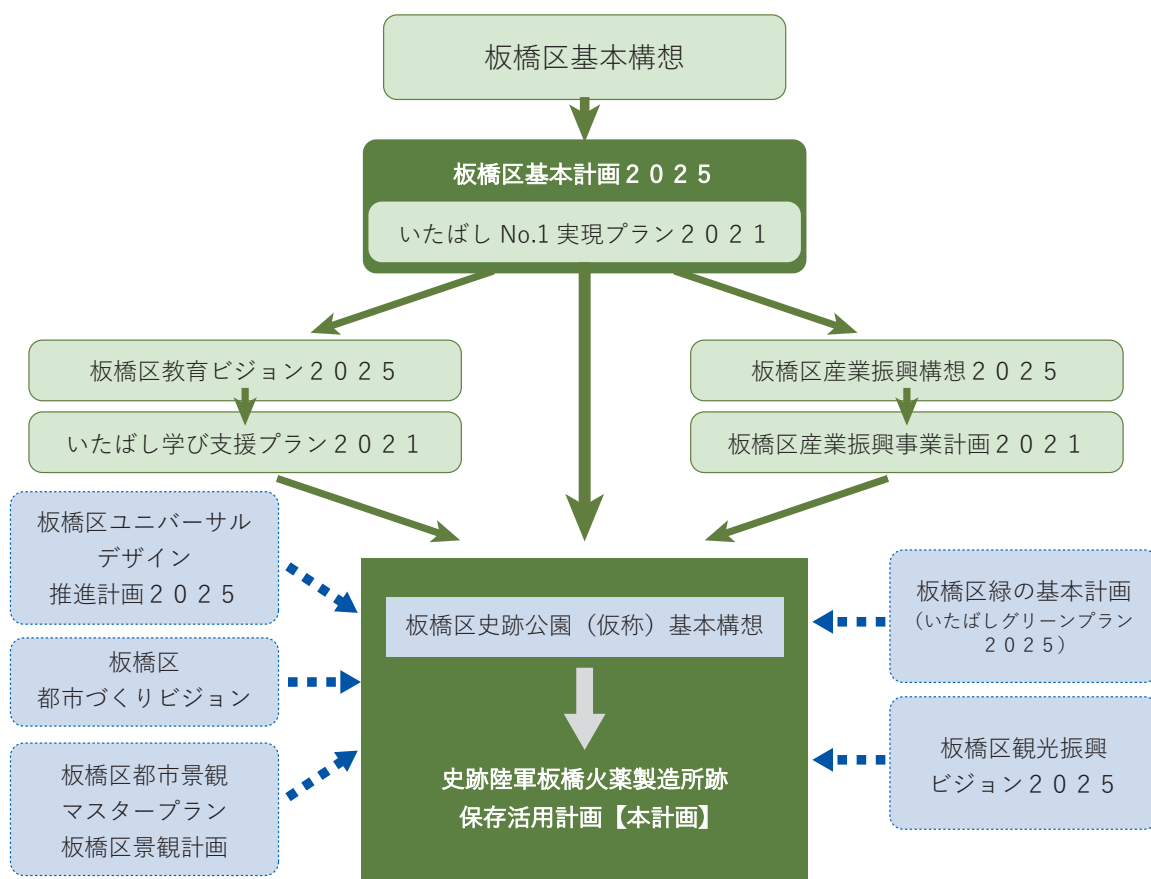 板橋区基本構想
板橋区基本計画２０２５
いたばし No.1 実現プラン２０２１
板橋区教育ビジョン２０２５
いたばし学び支援プラン２０２１
板橋区産業振興構想２０２５
板橋区産業振興事業計画２０２１
板橋区ユニバーサル
デザイン
推進計画２０２５
板橋区
都市づくりビジョン
板橋区都市景観
マスタープラン
板橋区景観計画
板橋区史跡公園（仮称）基本構想
史跡陸軍板橋火薬製造所跡
保存活用計画【本計画】
板橋区緑の基本計画
（いたばしグリーンプラン
２０２５）
板橋区観光振興
ビジョン２０２５